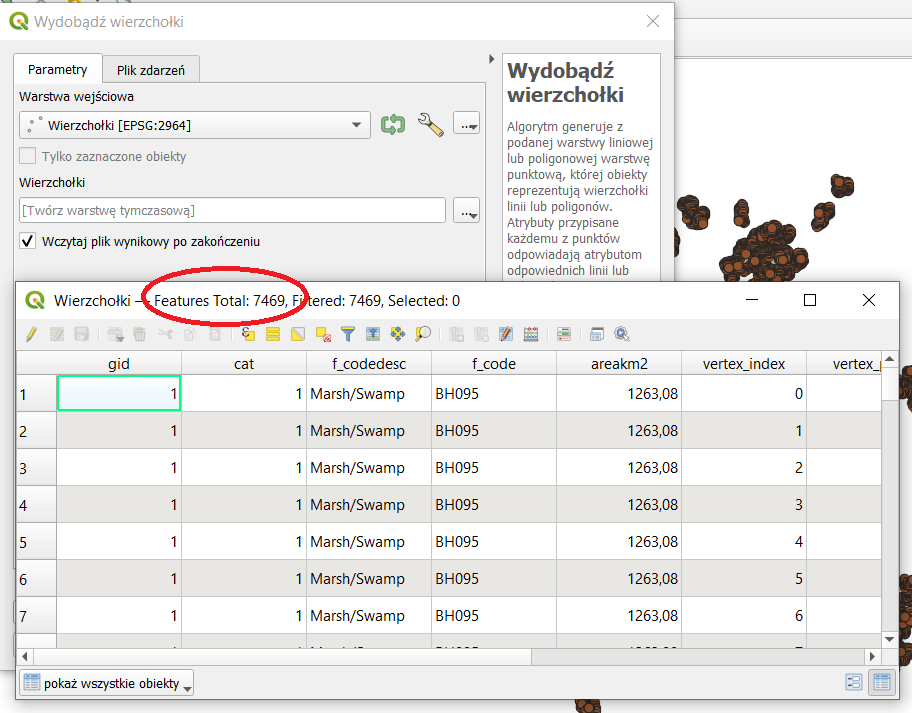 Wydobądź wierzchołki
Parametry
Plik zdarzeń
Warstwa wejściowa
Wierzchołki [EPSG:2964]
...
Tylko zaznaczone obiekty
Wierzchołki
[Twórz warstwę tymczasową]
...
Wczytaj plik wynikowy po zakończeniu
Wydobądź
wierzchołki
Algorytm generuje z
podanej warstwy liniowej
lub poligonowej warstwę
punktową, której obiekty
reprezentują wierzchołki
linii lub poligonów.
Atrybuty przypisane
każdemu z punktów
odpowiadają atrybutom
odpowiednich linii lub
Wierzchołki — Features Total: 7469, Filtered: 7469, Selected: 0
gid cat f_codedesc f_code areakm2 vertex_index vertex_p
1 1 1 Marsh/Swamp BH095 1263,08 0
2 1 1 Marsh/Swamp BH095 1263,08 1
3 1 1 Marsh/Swamp BH095 1263,08 2
4 1 1 Marsh/Swamp BH095 1263,08 3
5 1 1 Marsh/Swamp BH095 1263,08 4
6 1 1 Marsh/Swamp BH095 1263,08 5
7 1 1 Marsh/Swamp BH095 1263,08 6
pokaż wszystkie obiekty